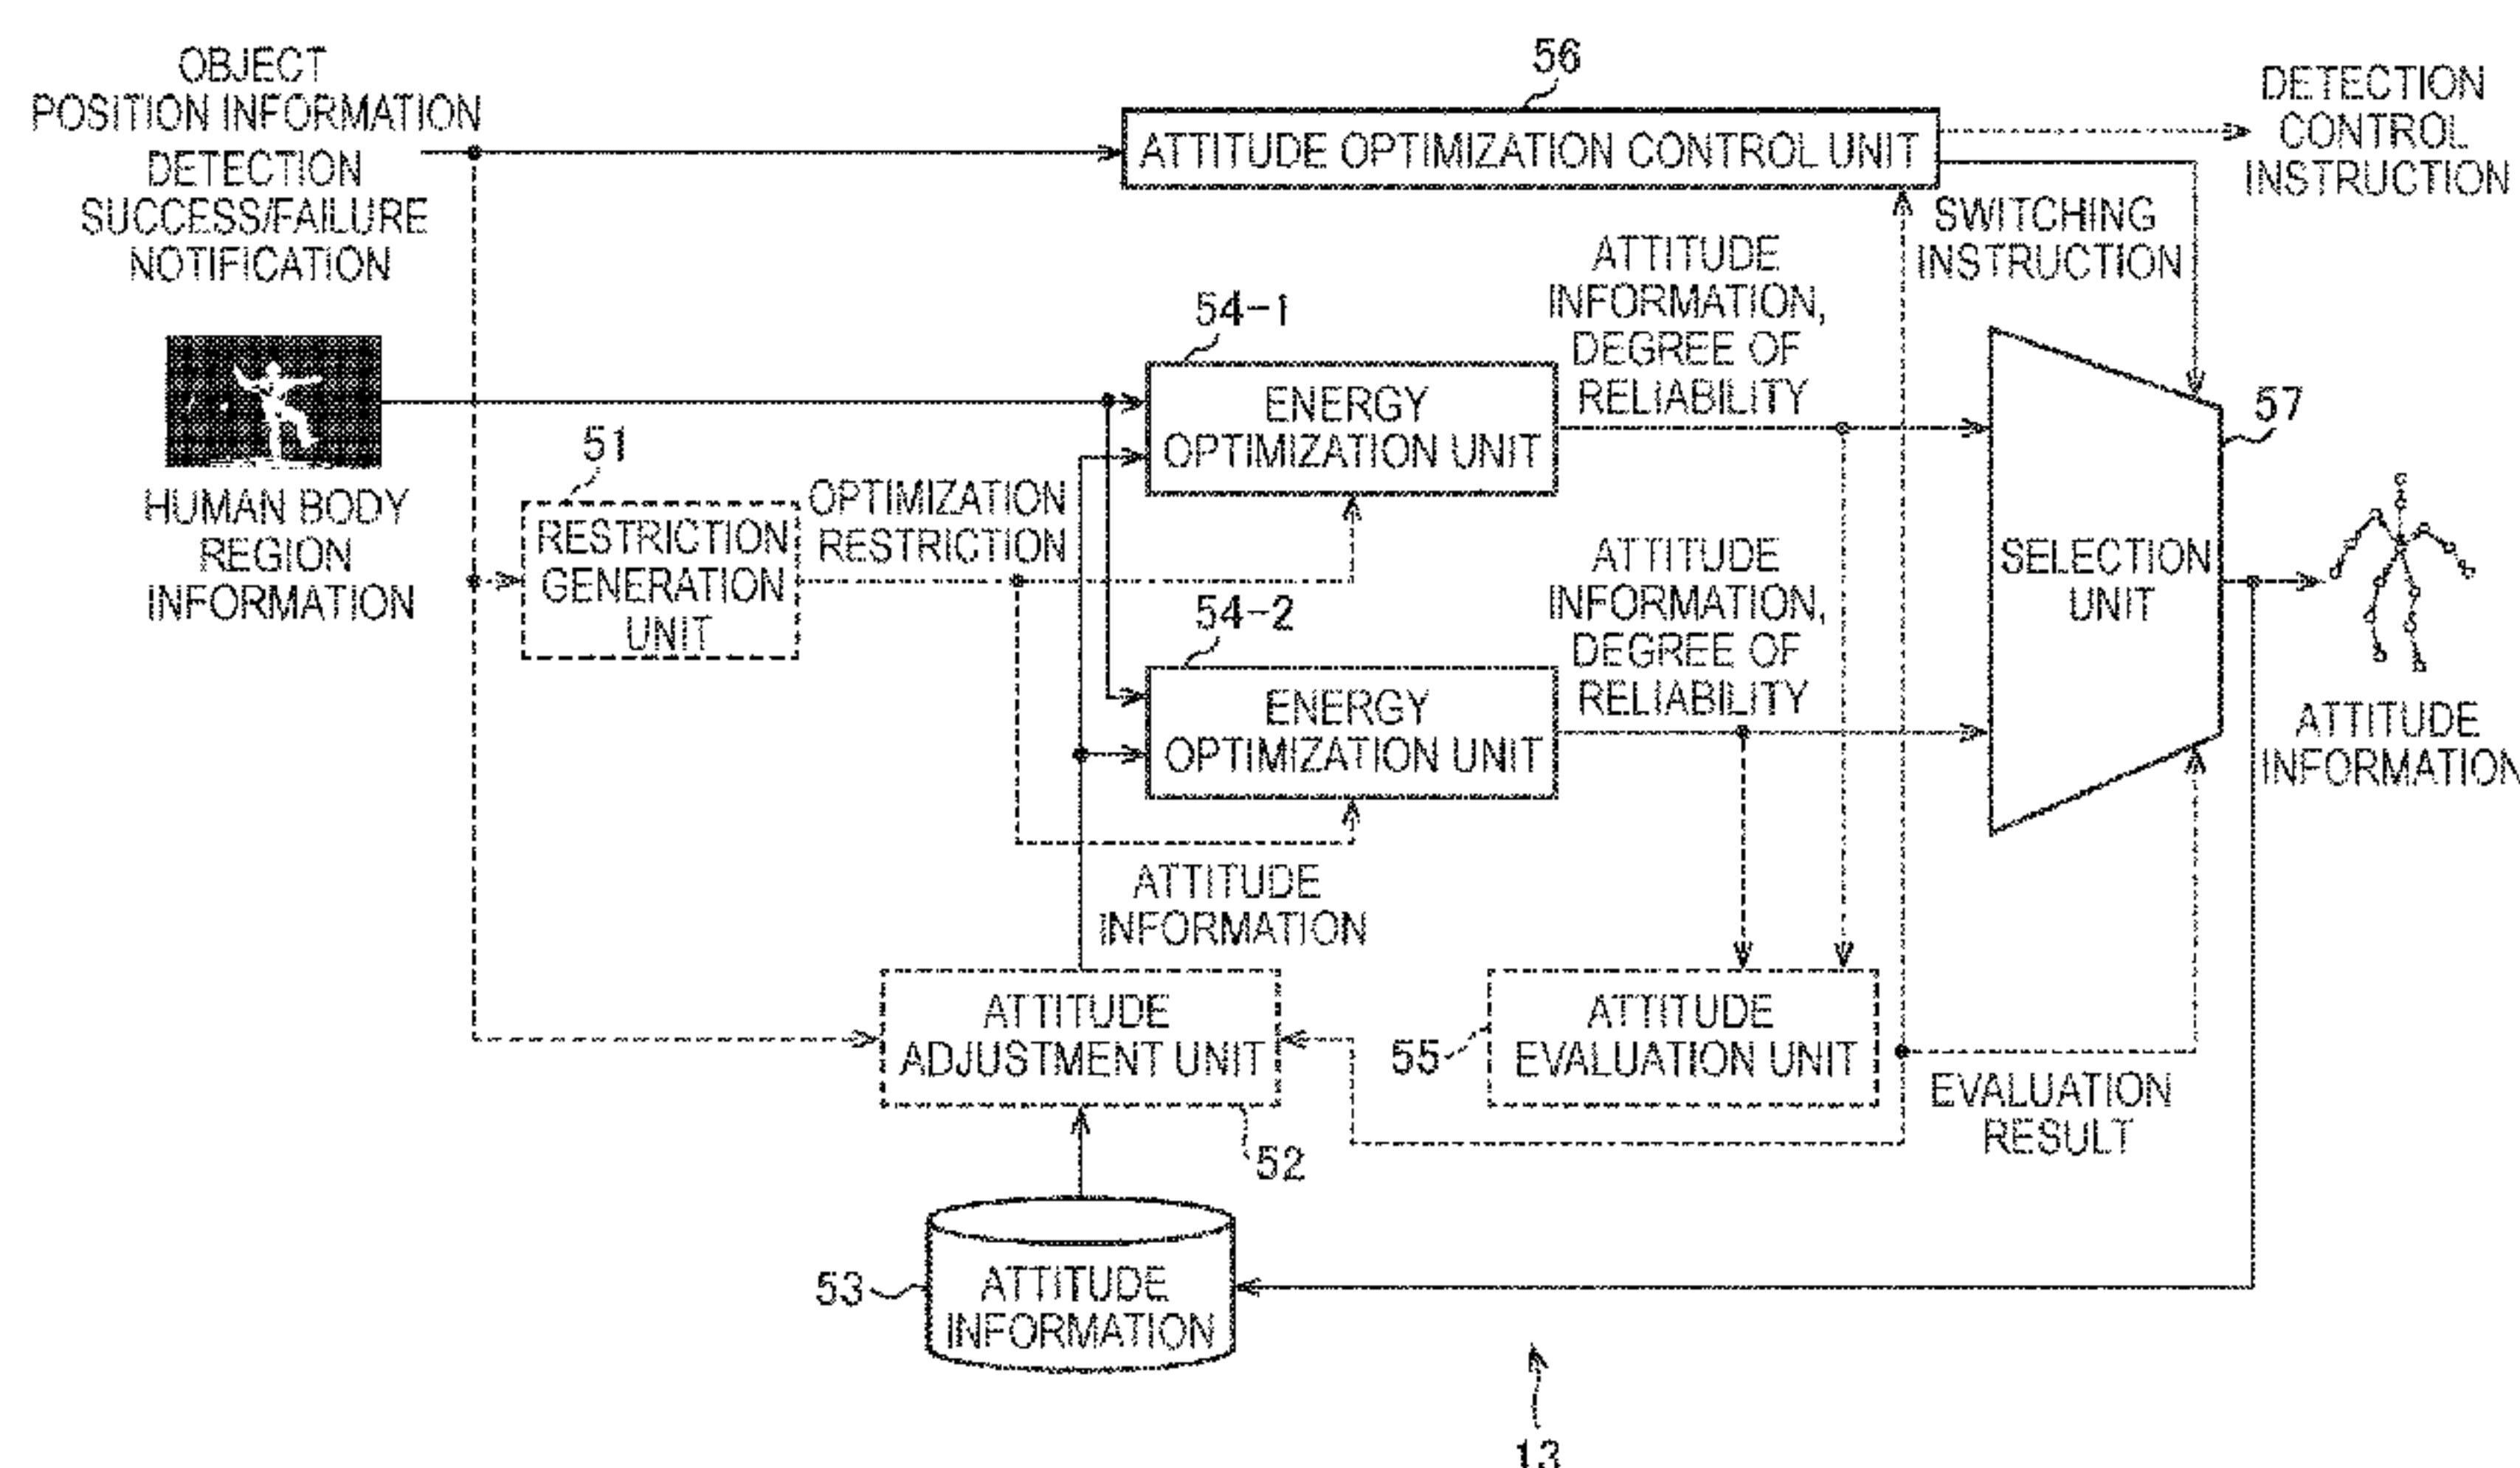 OBJECT
POSITION INFORMATION
DETECTION
SUCCESS/FAILURE
NOTIFICATION
56
ATTITUDE OPTIMIZATION CONTROL UNIT
DETECTION
CONTROL
INSTRUCTION
SWITCHING
INSTRUCTION
HUMAN BODY
REGION
INFORMATION
51
RESTRICTION
GENERATION
UNIT
OPTIMIZATION
RESTRICTION
54-1
ENERGY
OPTIMIZATION UNIT
ATTITUDE
INFORMATION,
DEGREE OF
RELIABILITY
54-2
ENERGY
OPTIMIZATION UNIT
ATTITUDE
INFORMATION,
DEGREE OF
RELIABILITY
57
SELECTION
UNIT
ATTITUDE
INFORMATION
ATTITUDE
INFORMATION
ATTITUDE
ADJUSTMENT UNIT
52
55
ATTITUDE
EVALUATION UNIT
EVALUATION
RESULT
53
ATTITUDE
INFORMATION
13